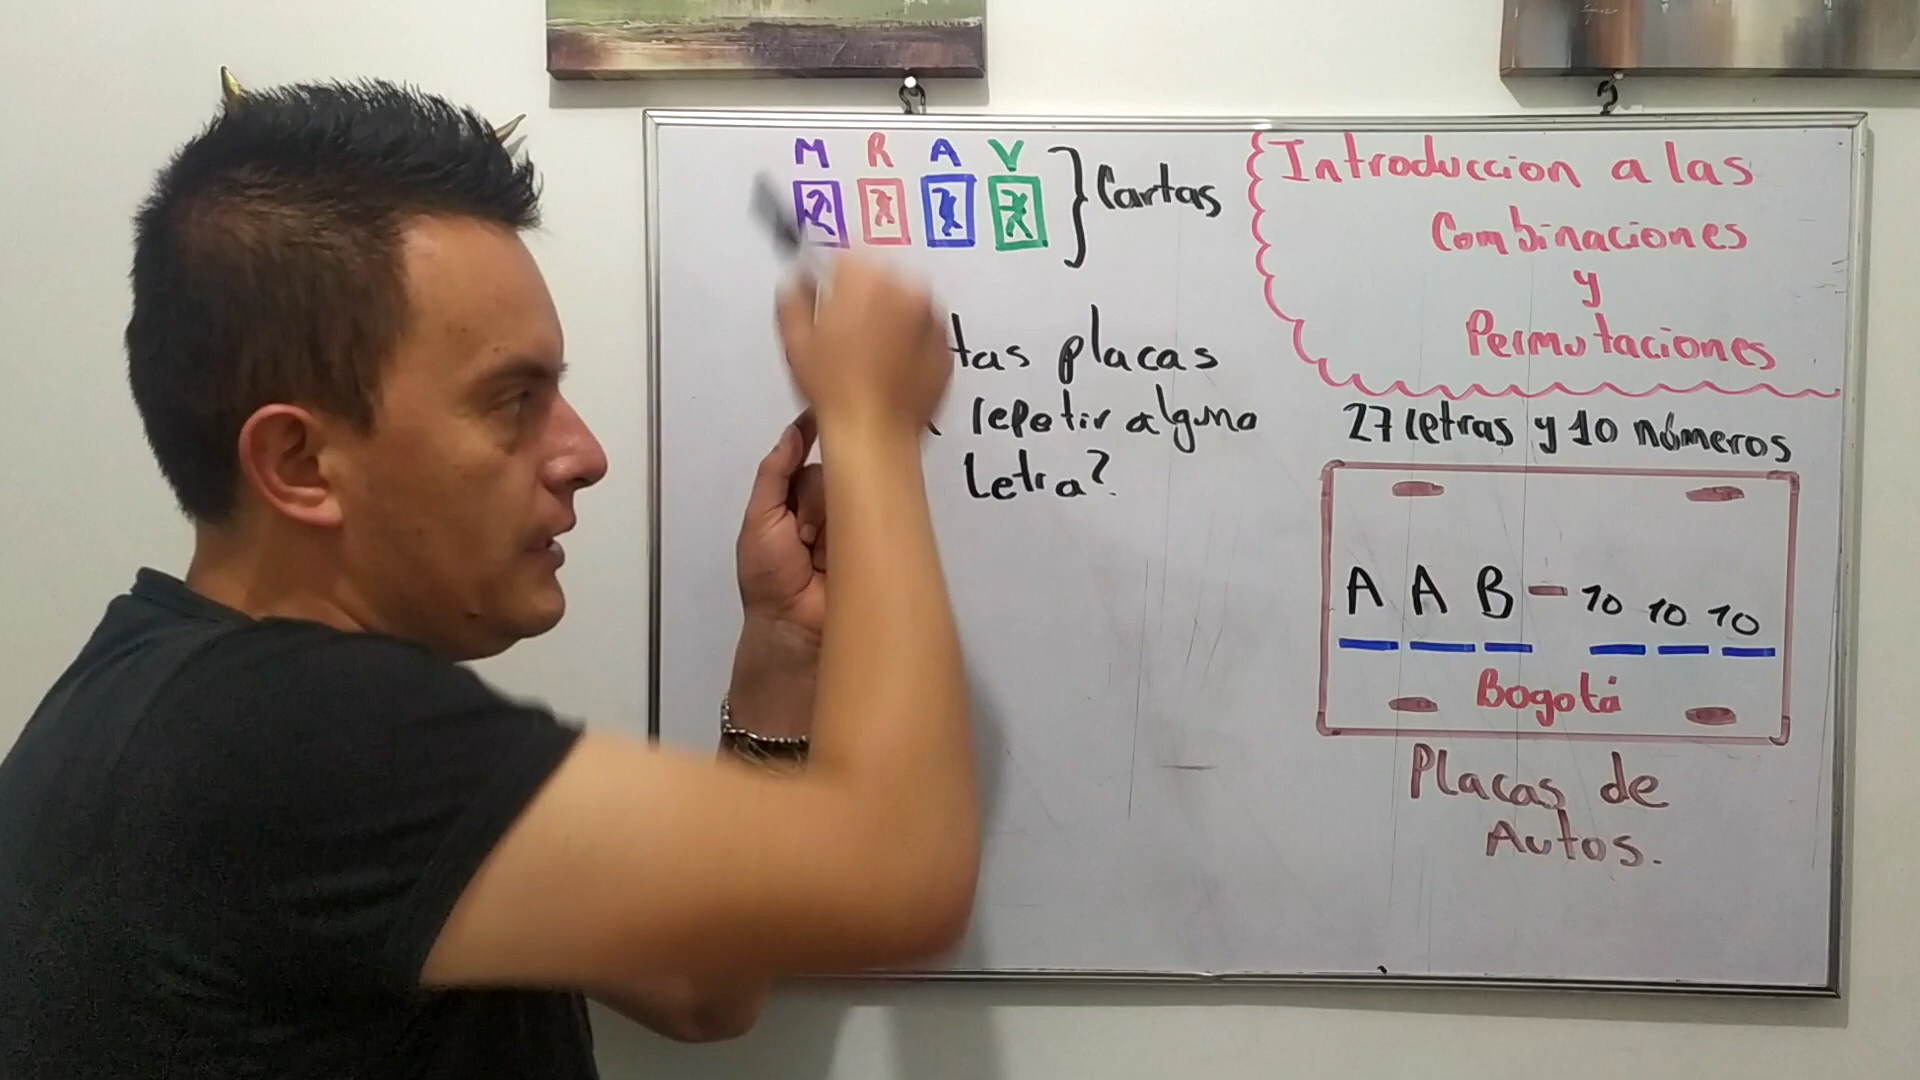 M R A V
Cartas
tas placas
repetir alguna
Letra?
Introduccion a las
Combinaciones
y
Permutaciones
27 letras y 10 números
A A B - 10 10 10
Bogotá
Placas de
Autos.